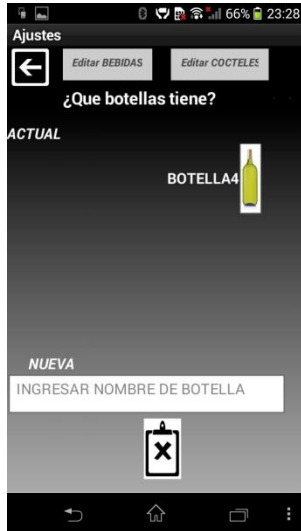 66% 23:28
Ajustes
Editar BEBIDAS Editar COCTELES
¿Que botellas tiene?
ACTUAL
BOTELLA4
NUEVA
INGRESAR NOMBRE DE BOTELLA